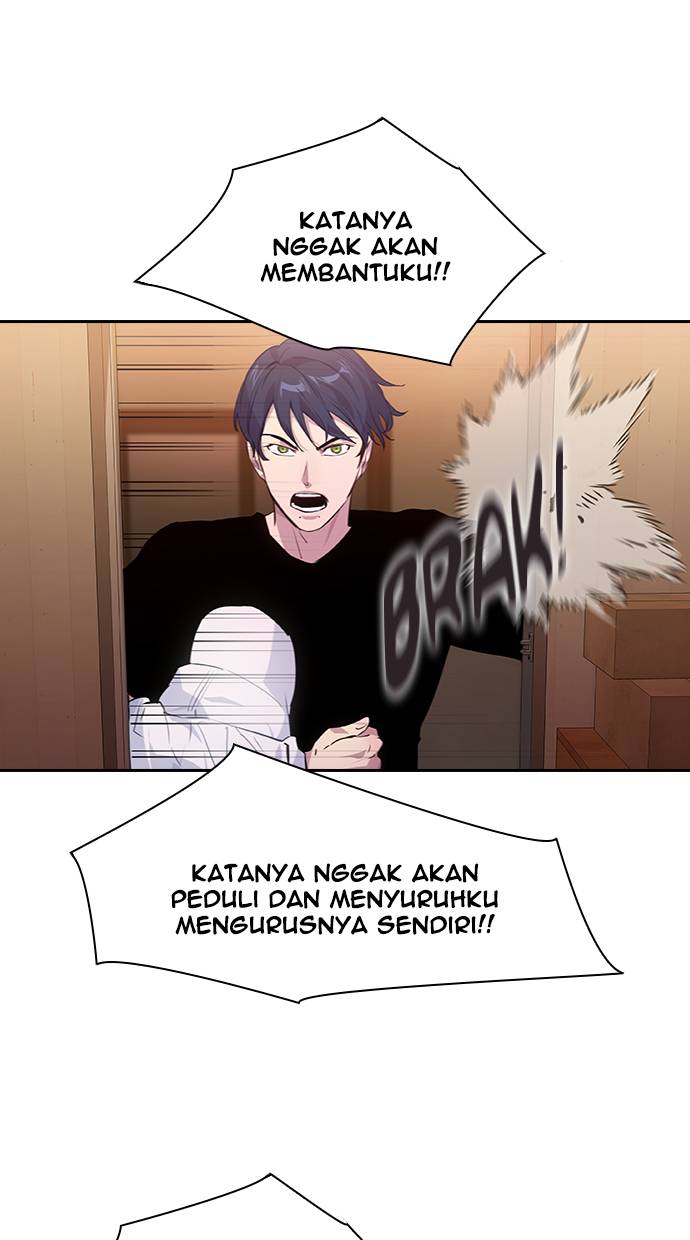 KATANYA
NGGAK AKAN
MEMBANTUKU!!
BRAK!
KATANYA NGGAK AKAN
PEDULI DAN MENYURUHKU
MENGURUSNYA SENDIRI!!